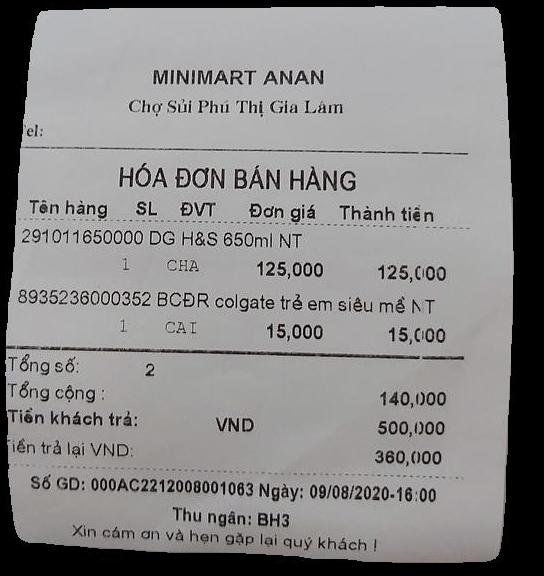 MINIMART ANAN
Chợ Sủi Phú Thị Gia Lâm
el:
HÓA ĐƠN BÁN HÀNG
Tên hàng SL ĐVT Đơn giá Thành tiền
291011650000 DG H&S 650ml NT
1 CHA 125,000 125,000
8935236000352 BCĐR colgate trẻ em siêu mề NT
1 CAI 15,000 15,000
Tổng số: 2
Tổng cộng : 140,000
Tiền khách trả: VND 500,000
iền trả lại VND: 360,000
Số GD: 000AC2212008001063 Ngày: 09/08/2020-16:00
Thu ngân: BH3
Xin cám ơn và hẹn gặp lại quý khách !